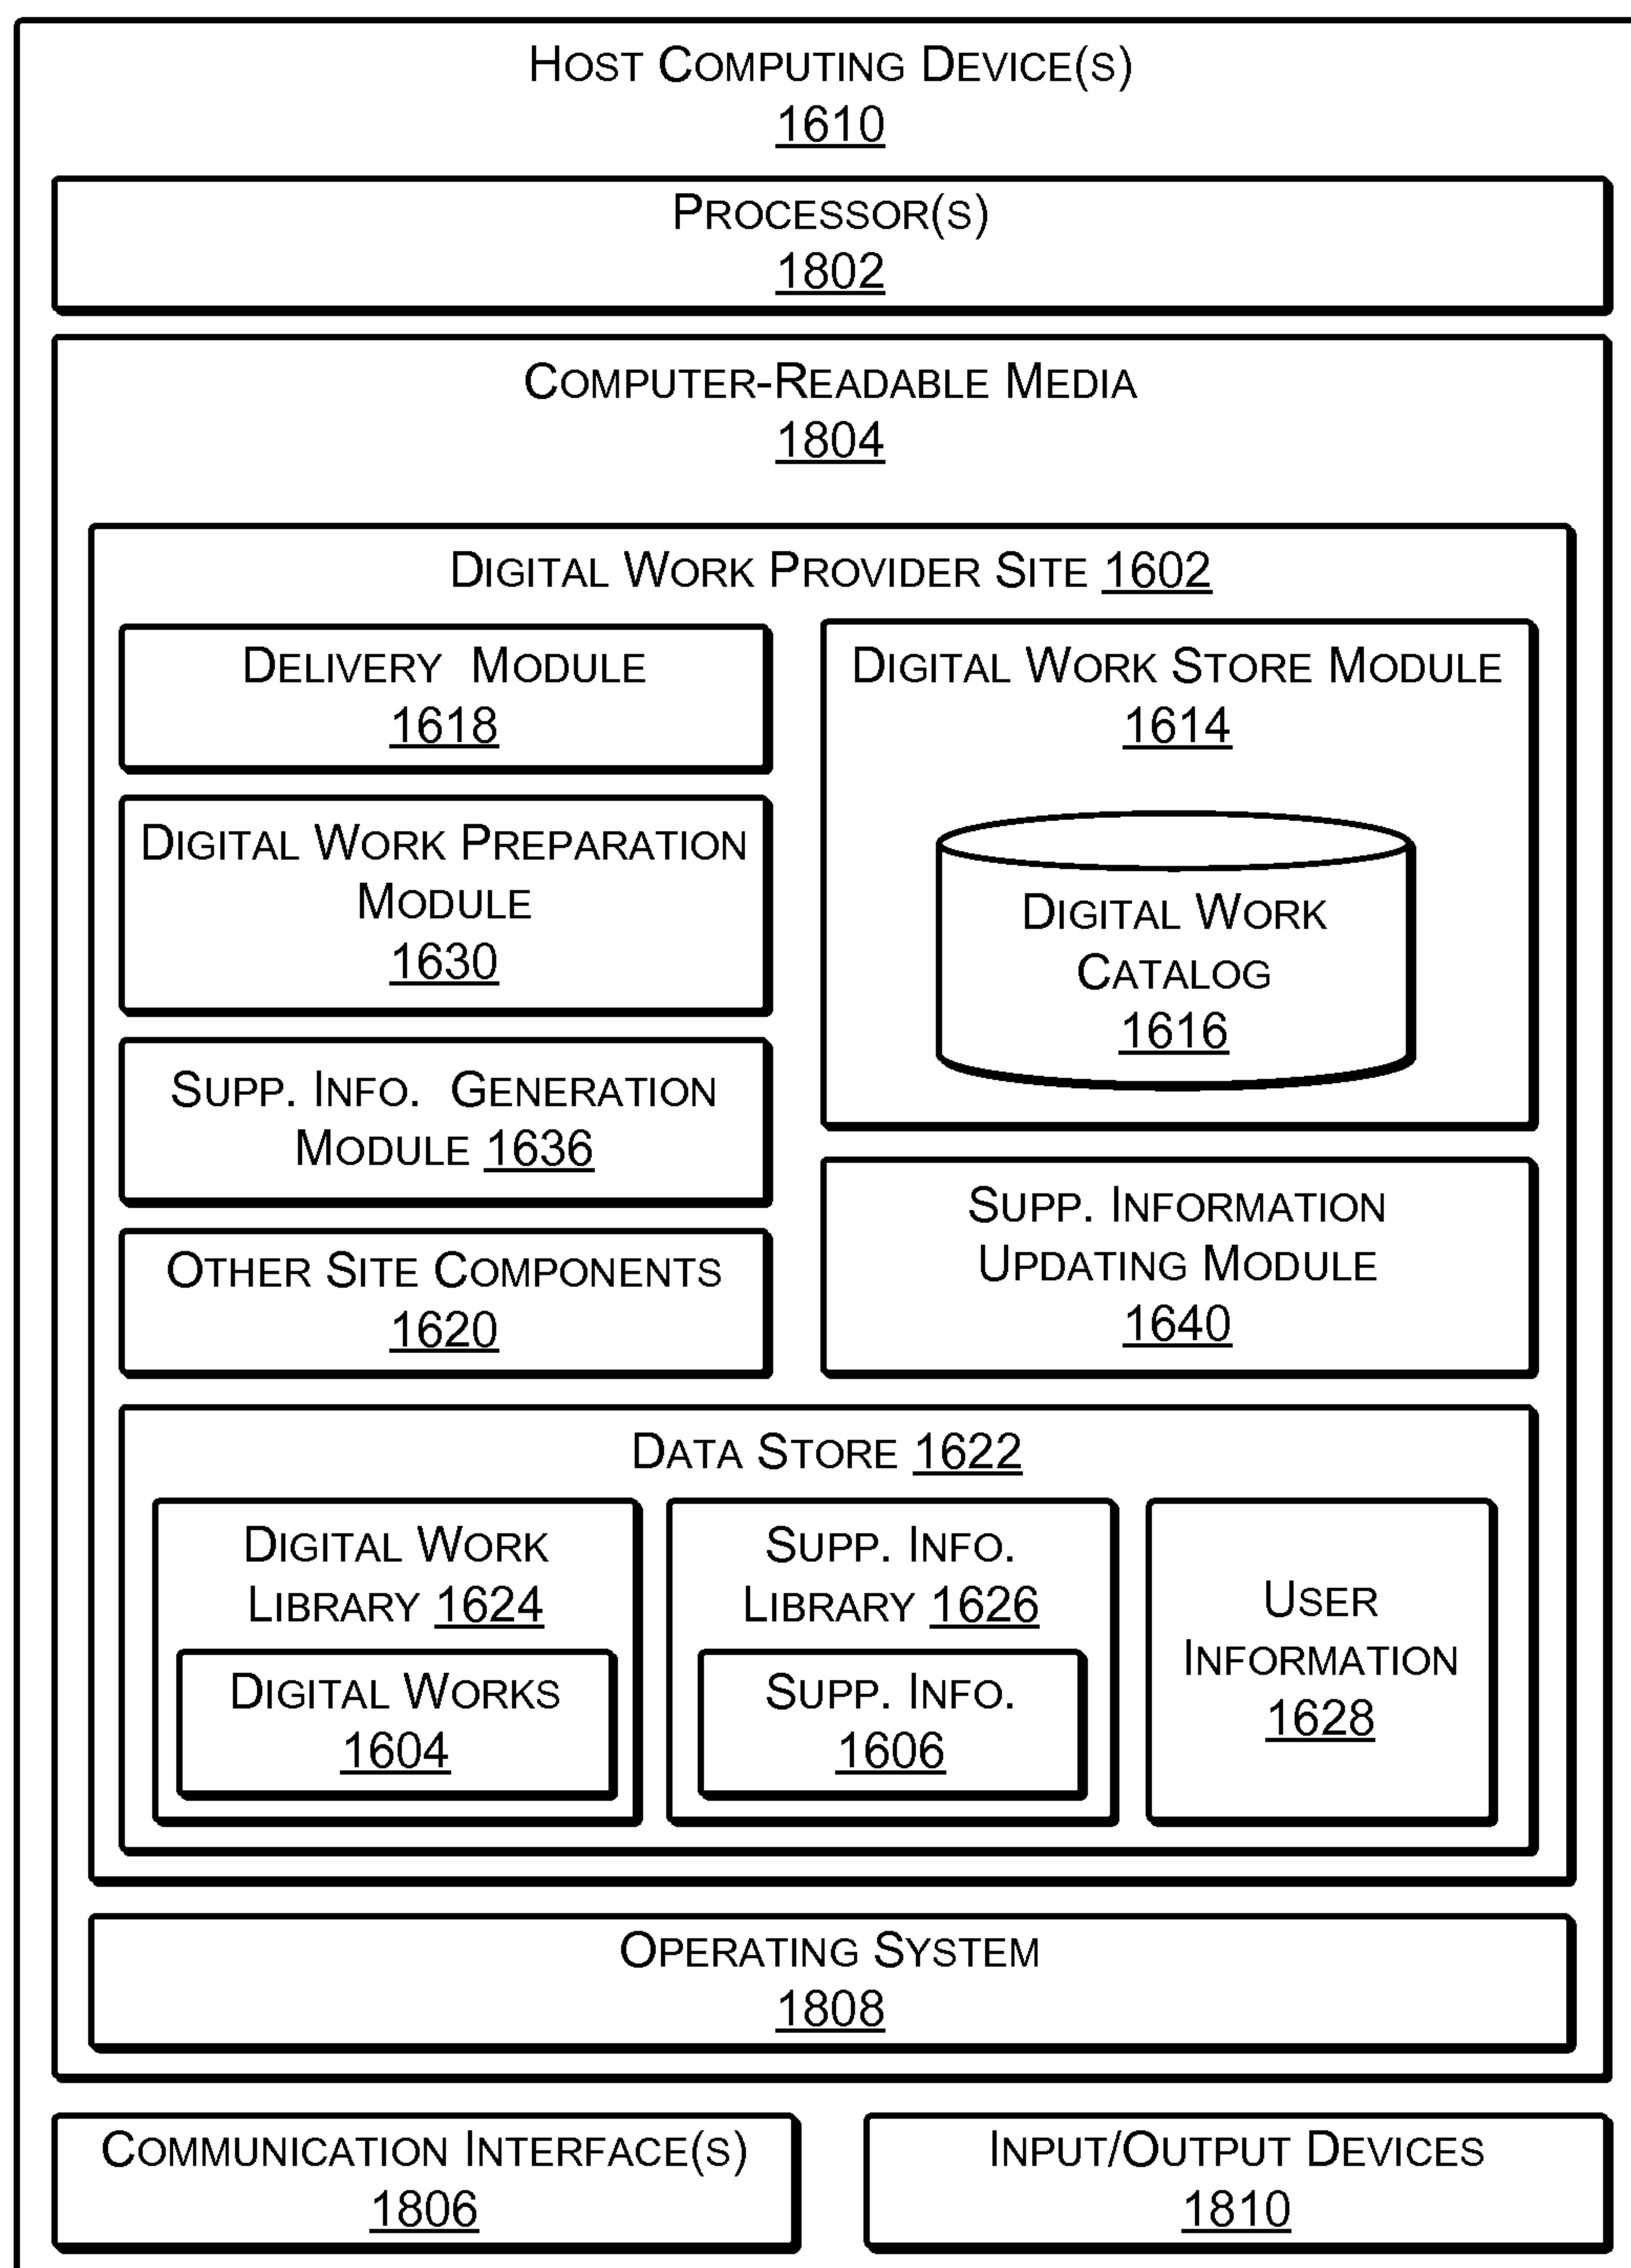 HOST COMPUTING DEVICE(S)
1610
PROCESSOR(S)
1802
COMPUTER-READABLE MEDIA
1804
DIGITAL WORK PROVIDER SITE 1602
DELIVERY MODULE
1618
DIGITAL WORK PREPARATION
MODULE
1630
SUPP. INFO. GENERATION
MODULE 1636
OTHER SITE COMPONENTS
1620
DIGITAL WORK STORE MODULE
1614
DIGITAL WORK
CATALOG
1616
SUPP. INFORMATION
UPDATING MODULE
1640
DATA STORE 1622
DIGITAL WORK
LIBRARY 1624
DIGITAL WORKS
1604
SUPP. INFO.
LIBRARY 1626
SUPP. INFO.
1606
USER
INFORMATION
1628
OPERATING SYSTEM
1808
COMMUNICATION INTERFACE(S)
1806
INPUT/OUTPUT DEVICES
1810